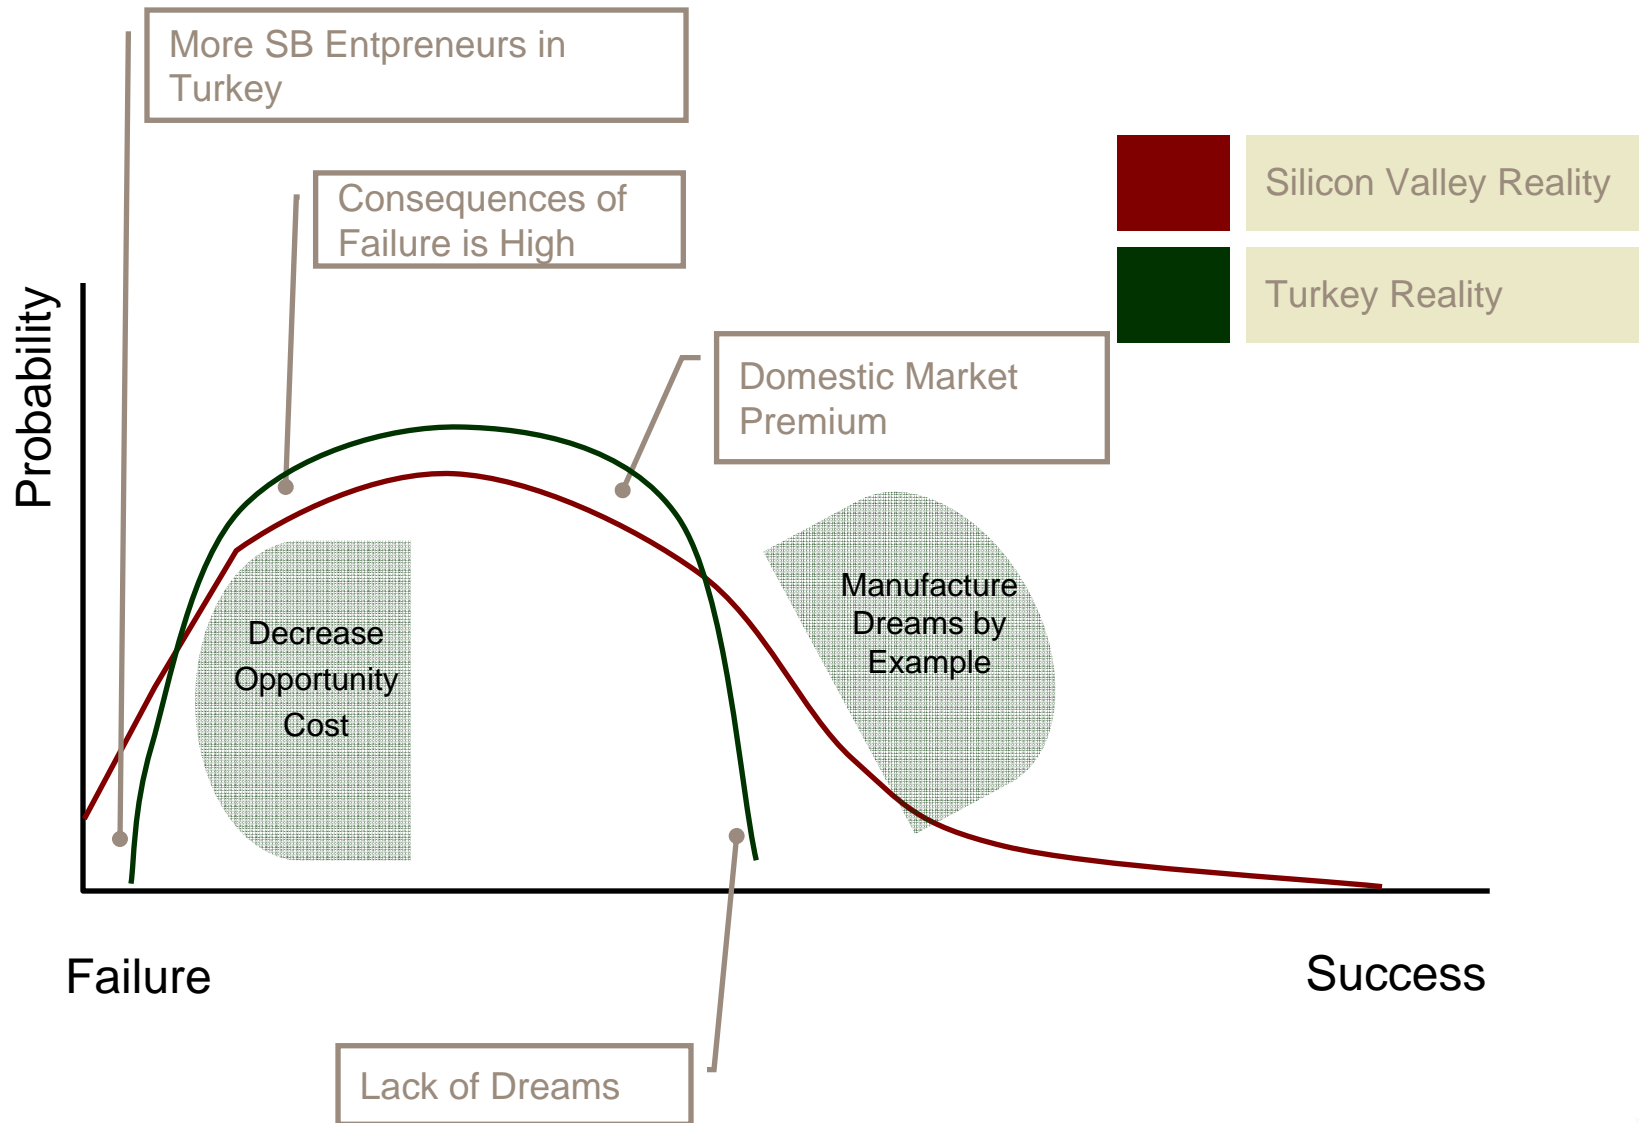 More SB Entpreneurs in
Turkey
Consequences of
Failure is High
Silicon Valley Reality
Turkey Reality
Domestic Market
Premium
Probability
Manufacture
Dreams by
Example
Decrease
Opportunity
Cost
Failure
Success
Lack of Dreams